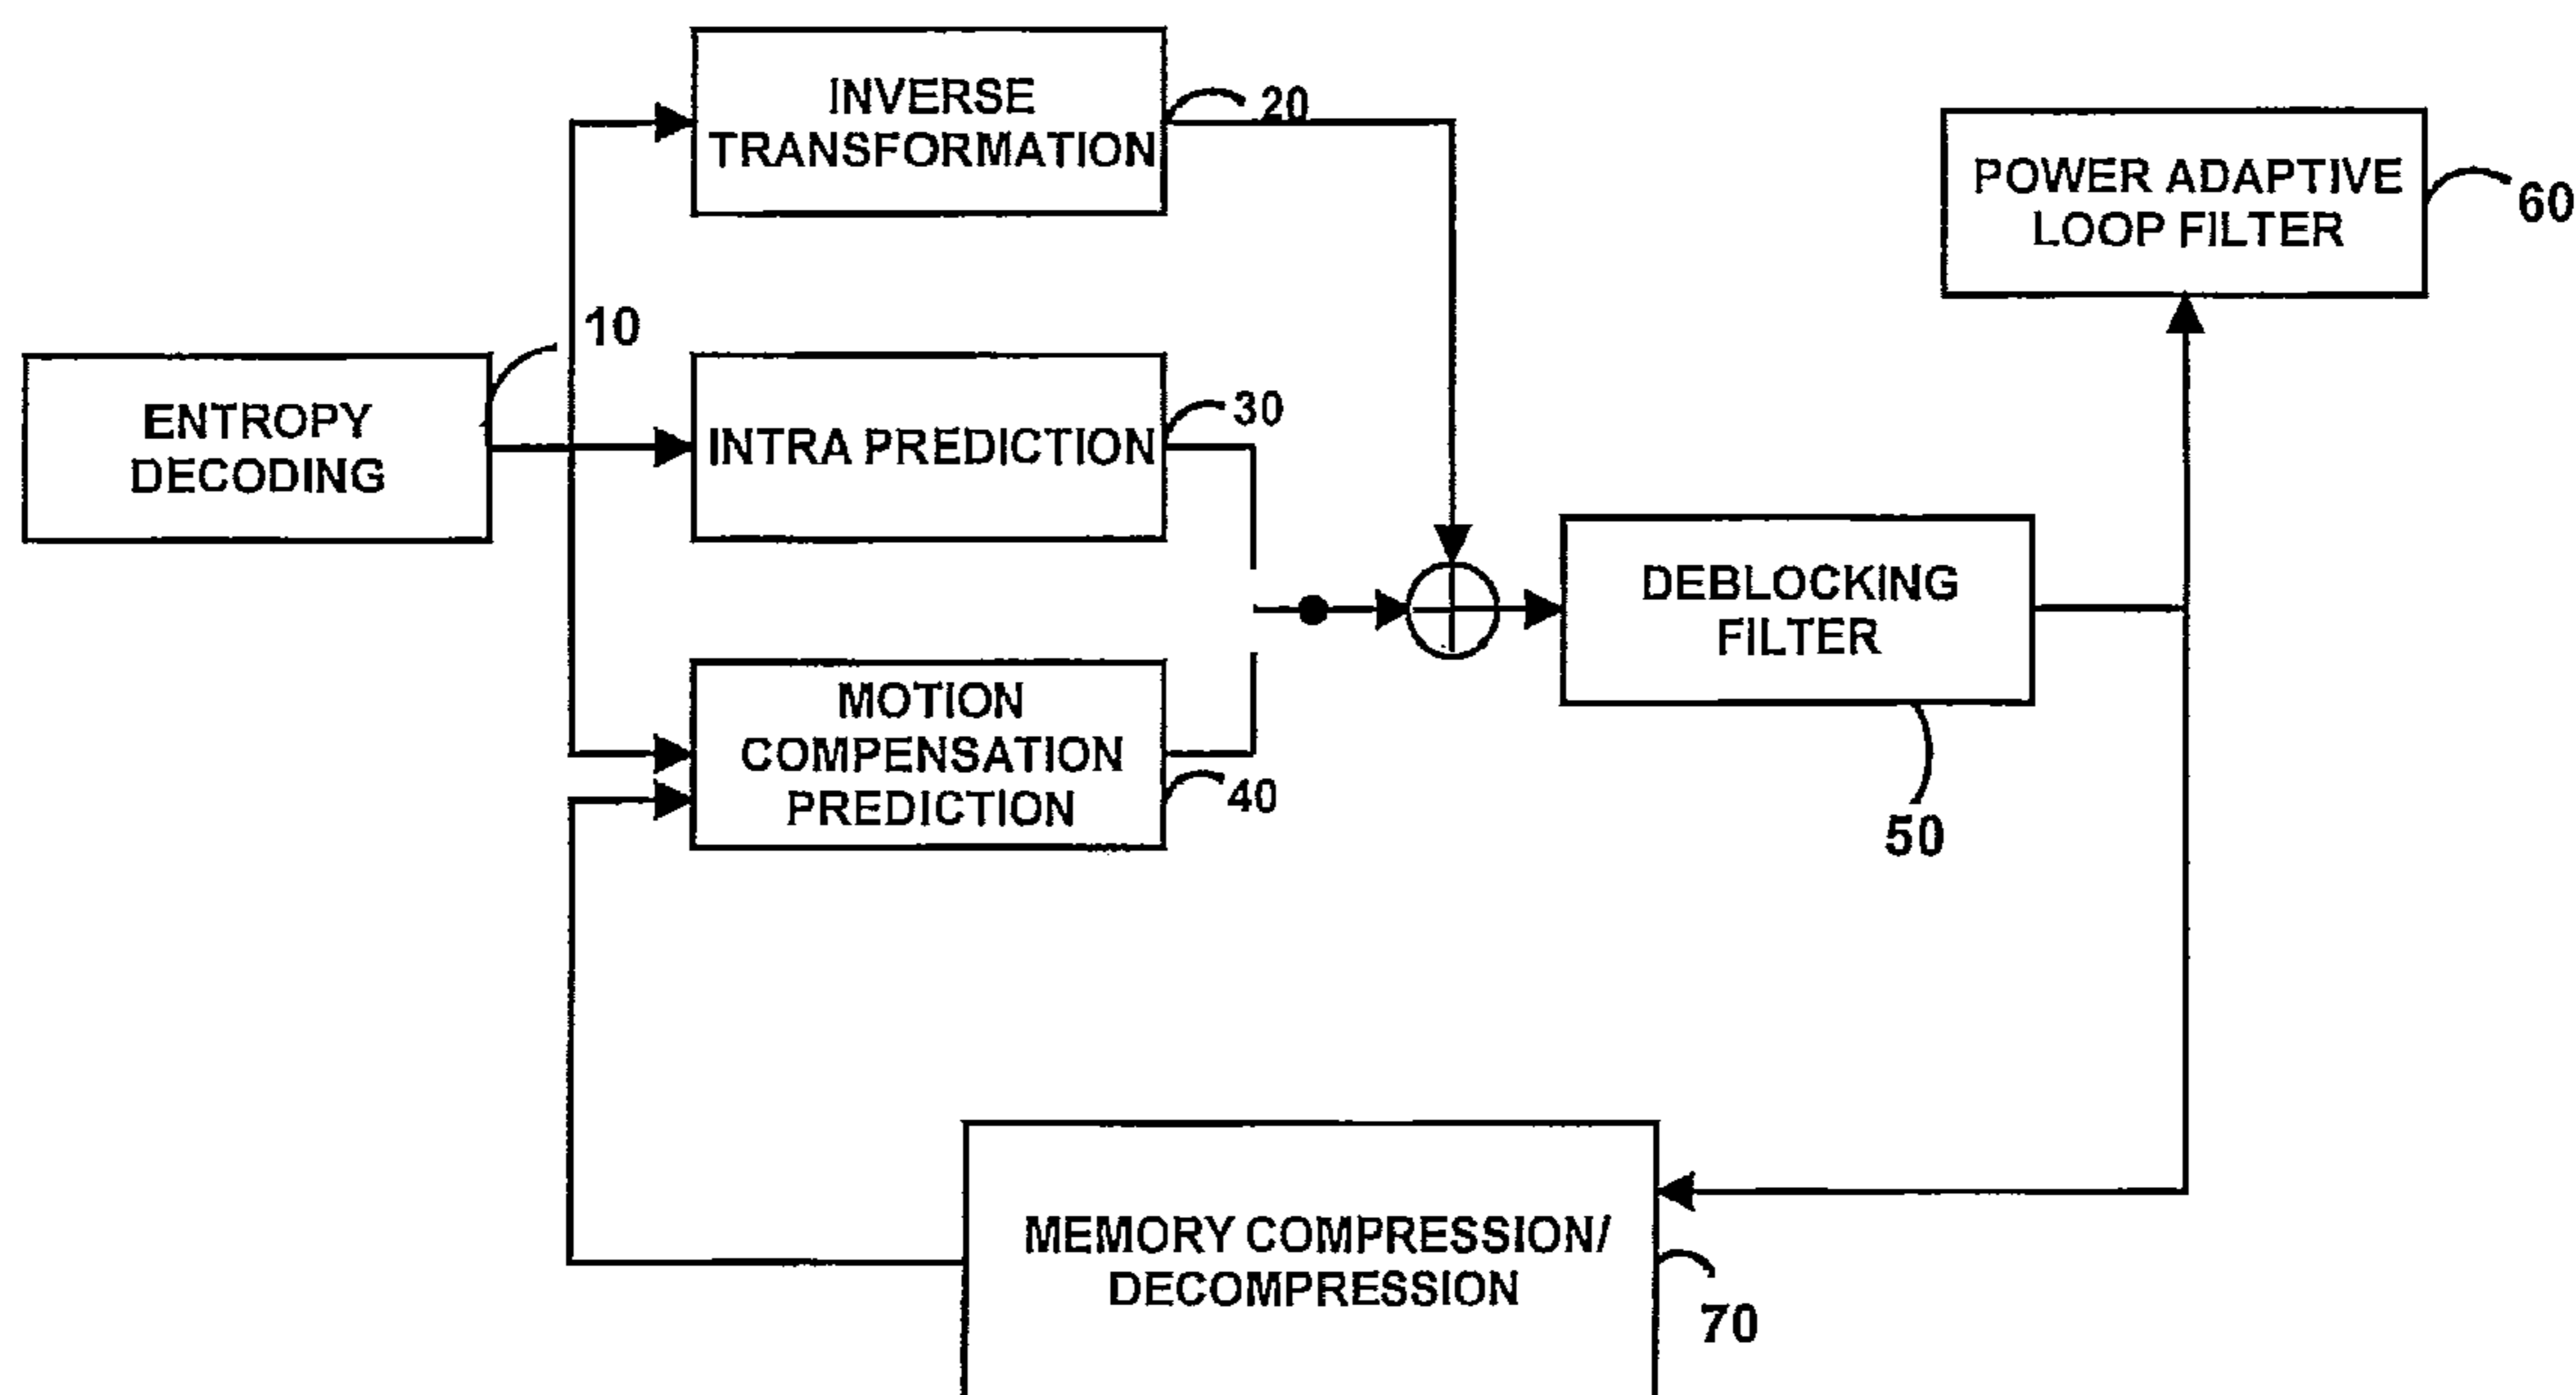 INVERSE
TRANSFORMATION
20
POWER ADAPTIVE
LOOP FILTER
60
10
ENTROPY
DECODING
INTRA PREDICTION
30
DEBLOCKING
FILTER
50
MOTION
COMPENSATION
PREDICTION
40
MEMORY COMPRESSION/
DECOMPRESSION
70